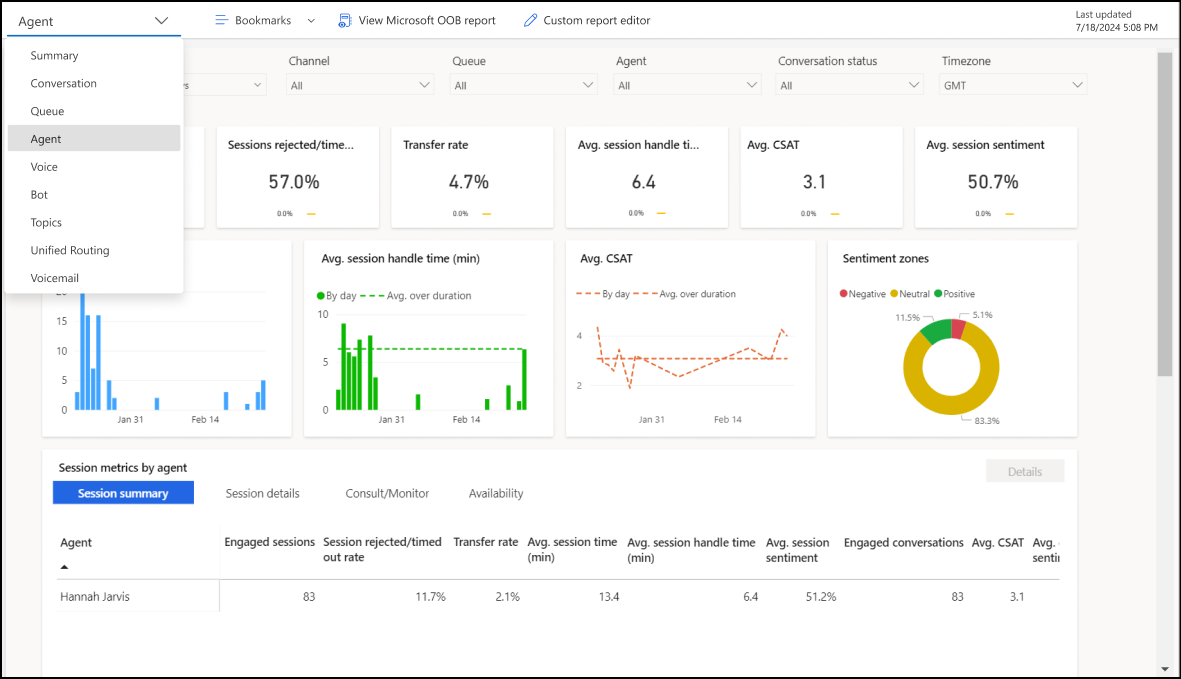 Agent
Bookmarks
View Microsoft OOB report
Custom report editor
Last updated
7/18/2024 5:08 PM
Summary
Conversation
Queue
Agent
Voice
Bot
Topics
Unified Routing
Voicemail
Channel
All
Queue
All
Agent
All
Conversation status
All
Timezone
GMT
Sessions rejected/time...
57.0%
0.0%
Transfer rate
4.7%
0.0%
Avg. session handle ti...
6.4
0.0%
Avg. CSAT
3.1
0.0%
Avg. session sentiment
50.7%
0.0%
15
10
5
0
Jan 31 Feb 14
Avg. session handle time (min)
By day Avg. over duration
10
5
0
Jan 31 Feb 14
Avg. CSAT
By day Avg. over duration
4
2
Jan 31 Feb 14
Sentiment zones
Negative Neutral Positive
11.5% 5.1%
83.3%
Session metrics by agent
Details
Session summary Session details Consult/Monitor Availability
Agent Engaged sessions Session rejected/timed out rate Transfer rate Avg. session time (min) Avg. session handle time (min) Avg. session sentiment Engaged conversations Avg. CSAT Avg.
Hannah Jarvis 83 11.7% 2.1% 13.4 6.4 51.2% 83 3.1